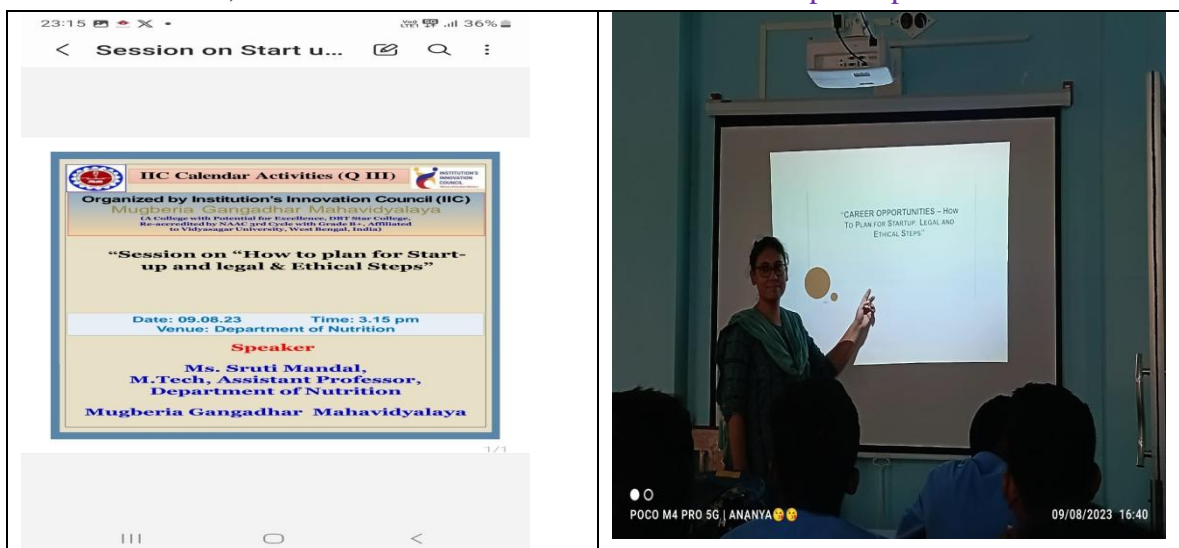 23:15
36%
Session on Start u...
IIC Calendar Activities (Q III)
INSTITUTION'S
INNOVATION
COUNCIL
Organized by Institution's Innovation Council (IIC)
Mugberia Gangadhar Mahavidyalaya
(A College with Potential for Excellence, DBT Star College,
Re-accredited by NAAC 3rd Cycle with Grade B+, Affiliated
to Vidyasagar University, West Bengal, India)
“Session on “How to plan for Start-
up and legal & Ethical Steps”
Date: 09.08.23 Time: 3.15 pm
Venue: Department of Nutrition
Speaker
Ms. Sruti Mandal,
M.Tech, Assistant Professor,
Department of Nutrition
Mugberia Gangadhar Mahavidyalaya
1/1
“CAREER OPPORTUNITIES – HOW
TO PLAN FOR STARTUP. LEGAL AND
ETHICAL STEPS”
POCO M4 PRO 5G | ANANYA😘😘
09/08/2023 16:40